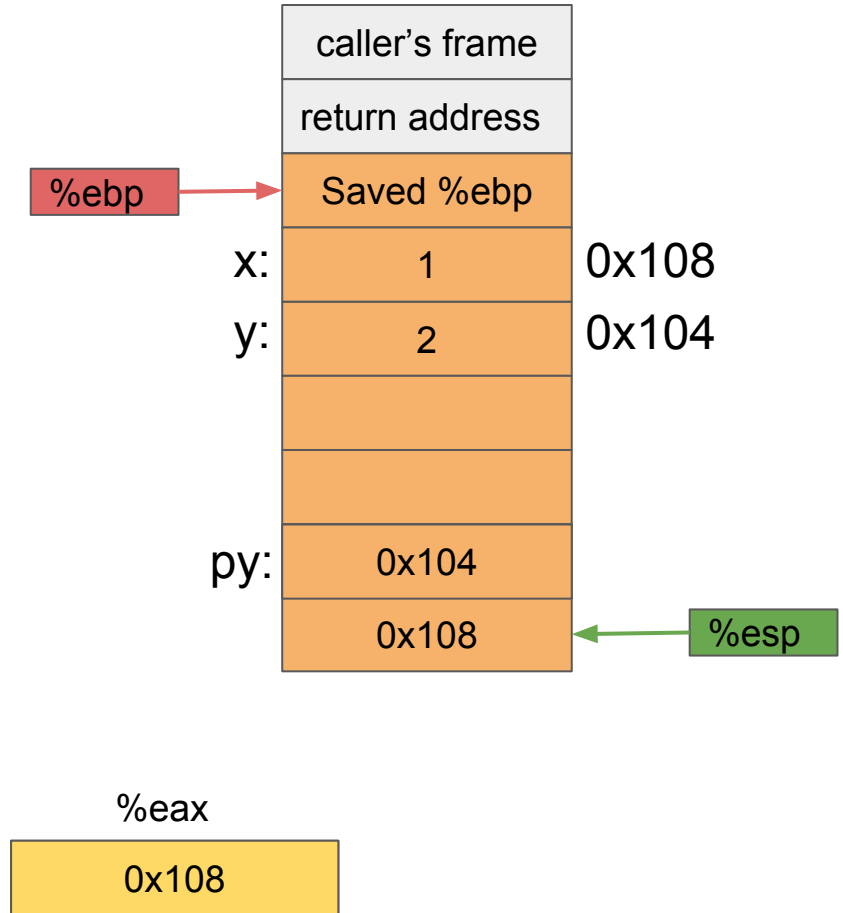 caller’s frame
return address
%ebp
Saved %ebp
x:
1
0x108
y:
2
0x104
py:
0x104
0x108
%esp
%eax
0x108